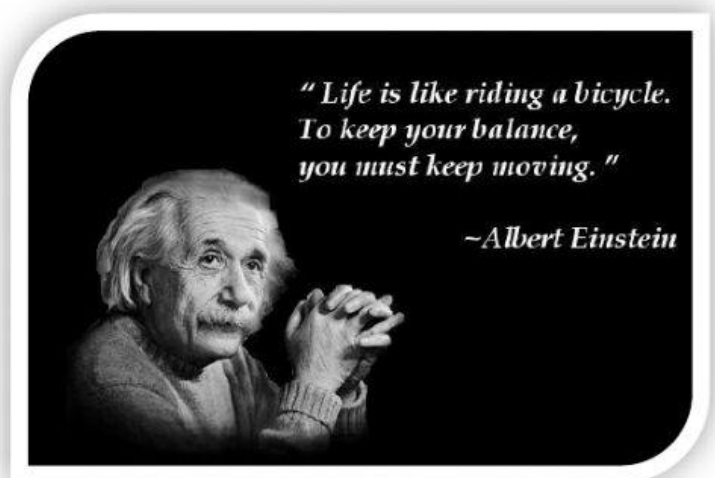 “ Life is like riding a bicycle.
To keep your balance,
you must keep moving. ”
~Albert Einstein